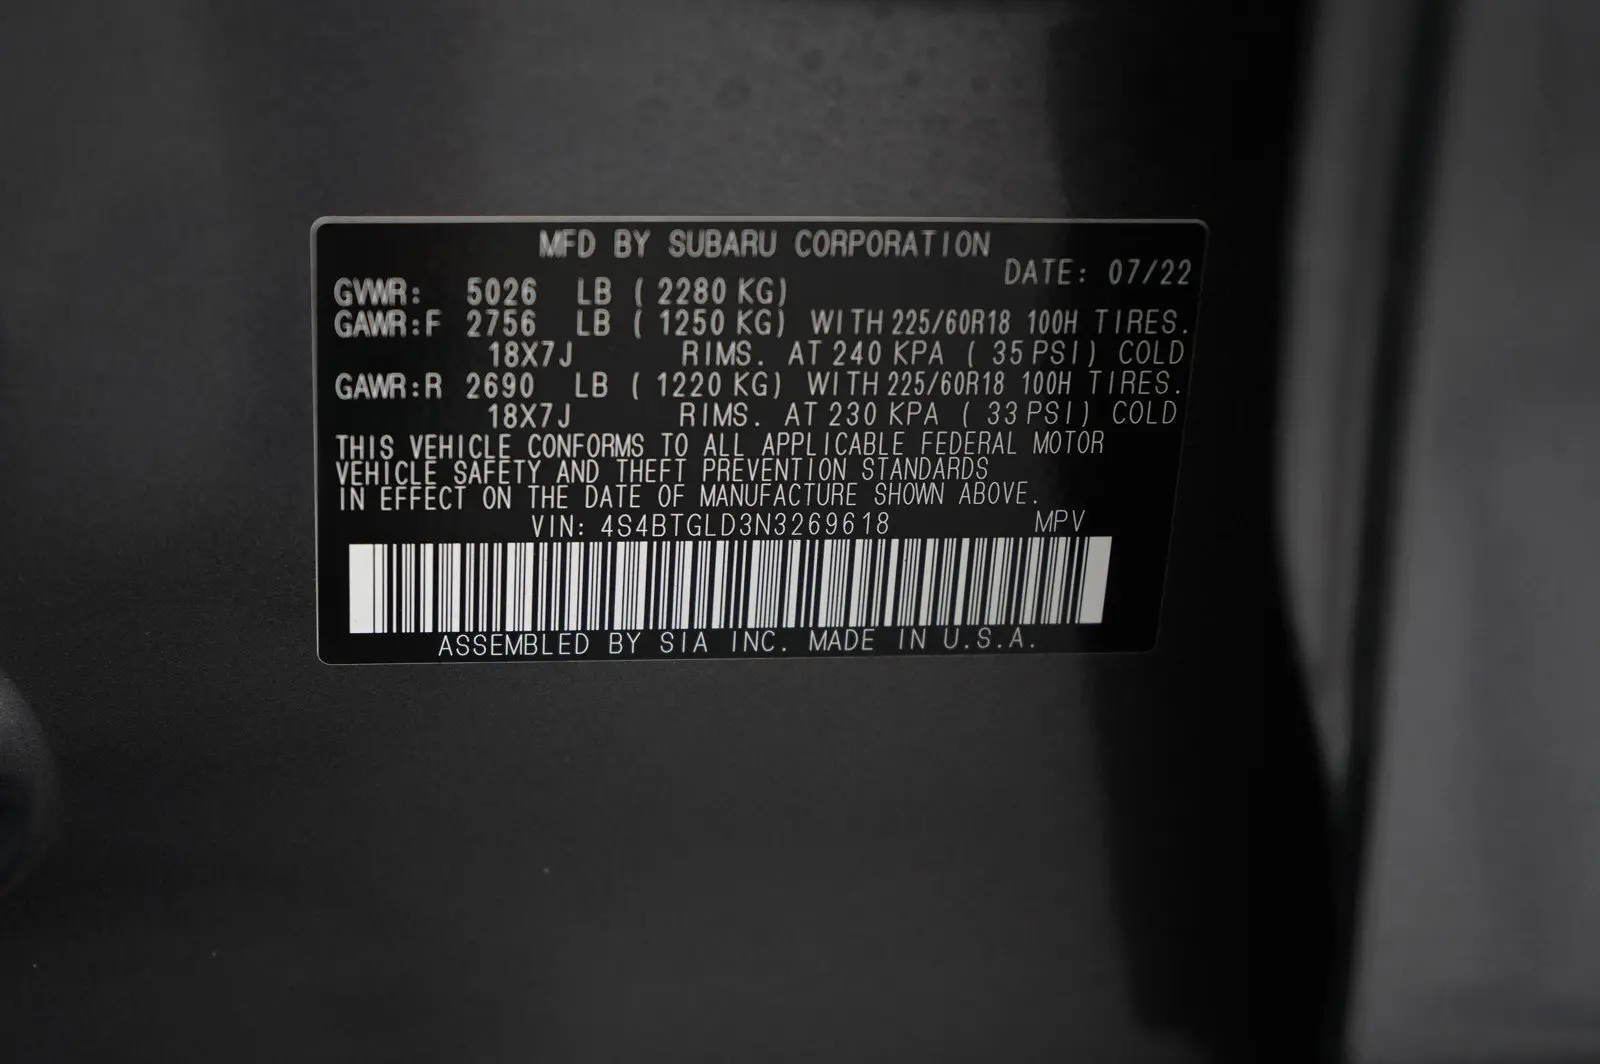 MFD BY SUBARU CORPORATION
DATE: 07/22
GVWR: 5026 LB ( 2280 KG)
GAWR:F 2756 LB ( 1250 KG) WITH 225/60R18 100H TIRES.
18X7J RIMS. AT 240 KPA ( 35 PSI) COLD
GAWR:R 2690 LB ( 1220 KG) WITH 225/60R18 100H TIRES.
18X7J RIMS. AT 230 KPA ( 33 PSI) COLD
THIS VEHICLE CONFORMS TO ALL APPLICABLE FEDERAL MOTOR
VEHICLE SAFETY AND THEFT PREVENTION STANDARDS
IN EFFECT ON THE DATE OF MANUFACTURE SHOWN ABOVE.
VIN: 4S4BTGLD3N3269618 MPV
ASSEMBLED BY SIA INC. MADE IN U.S.A.